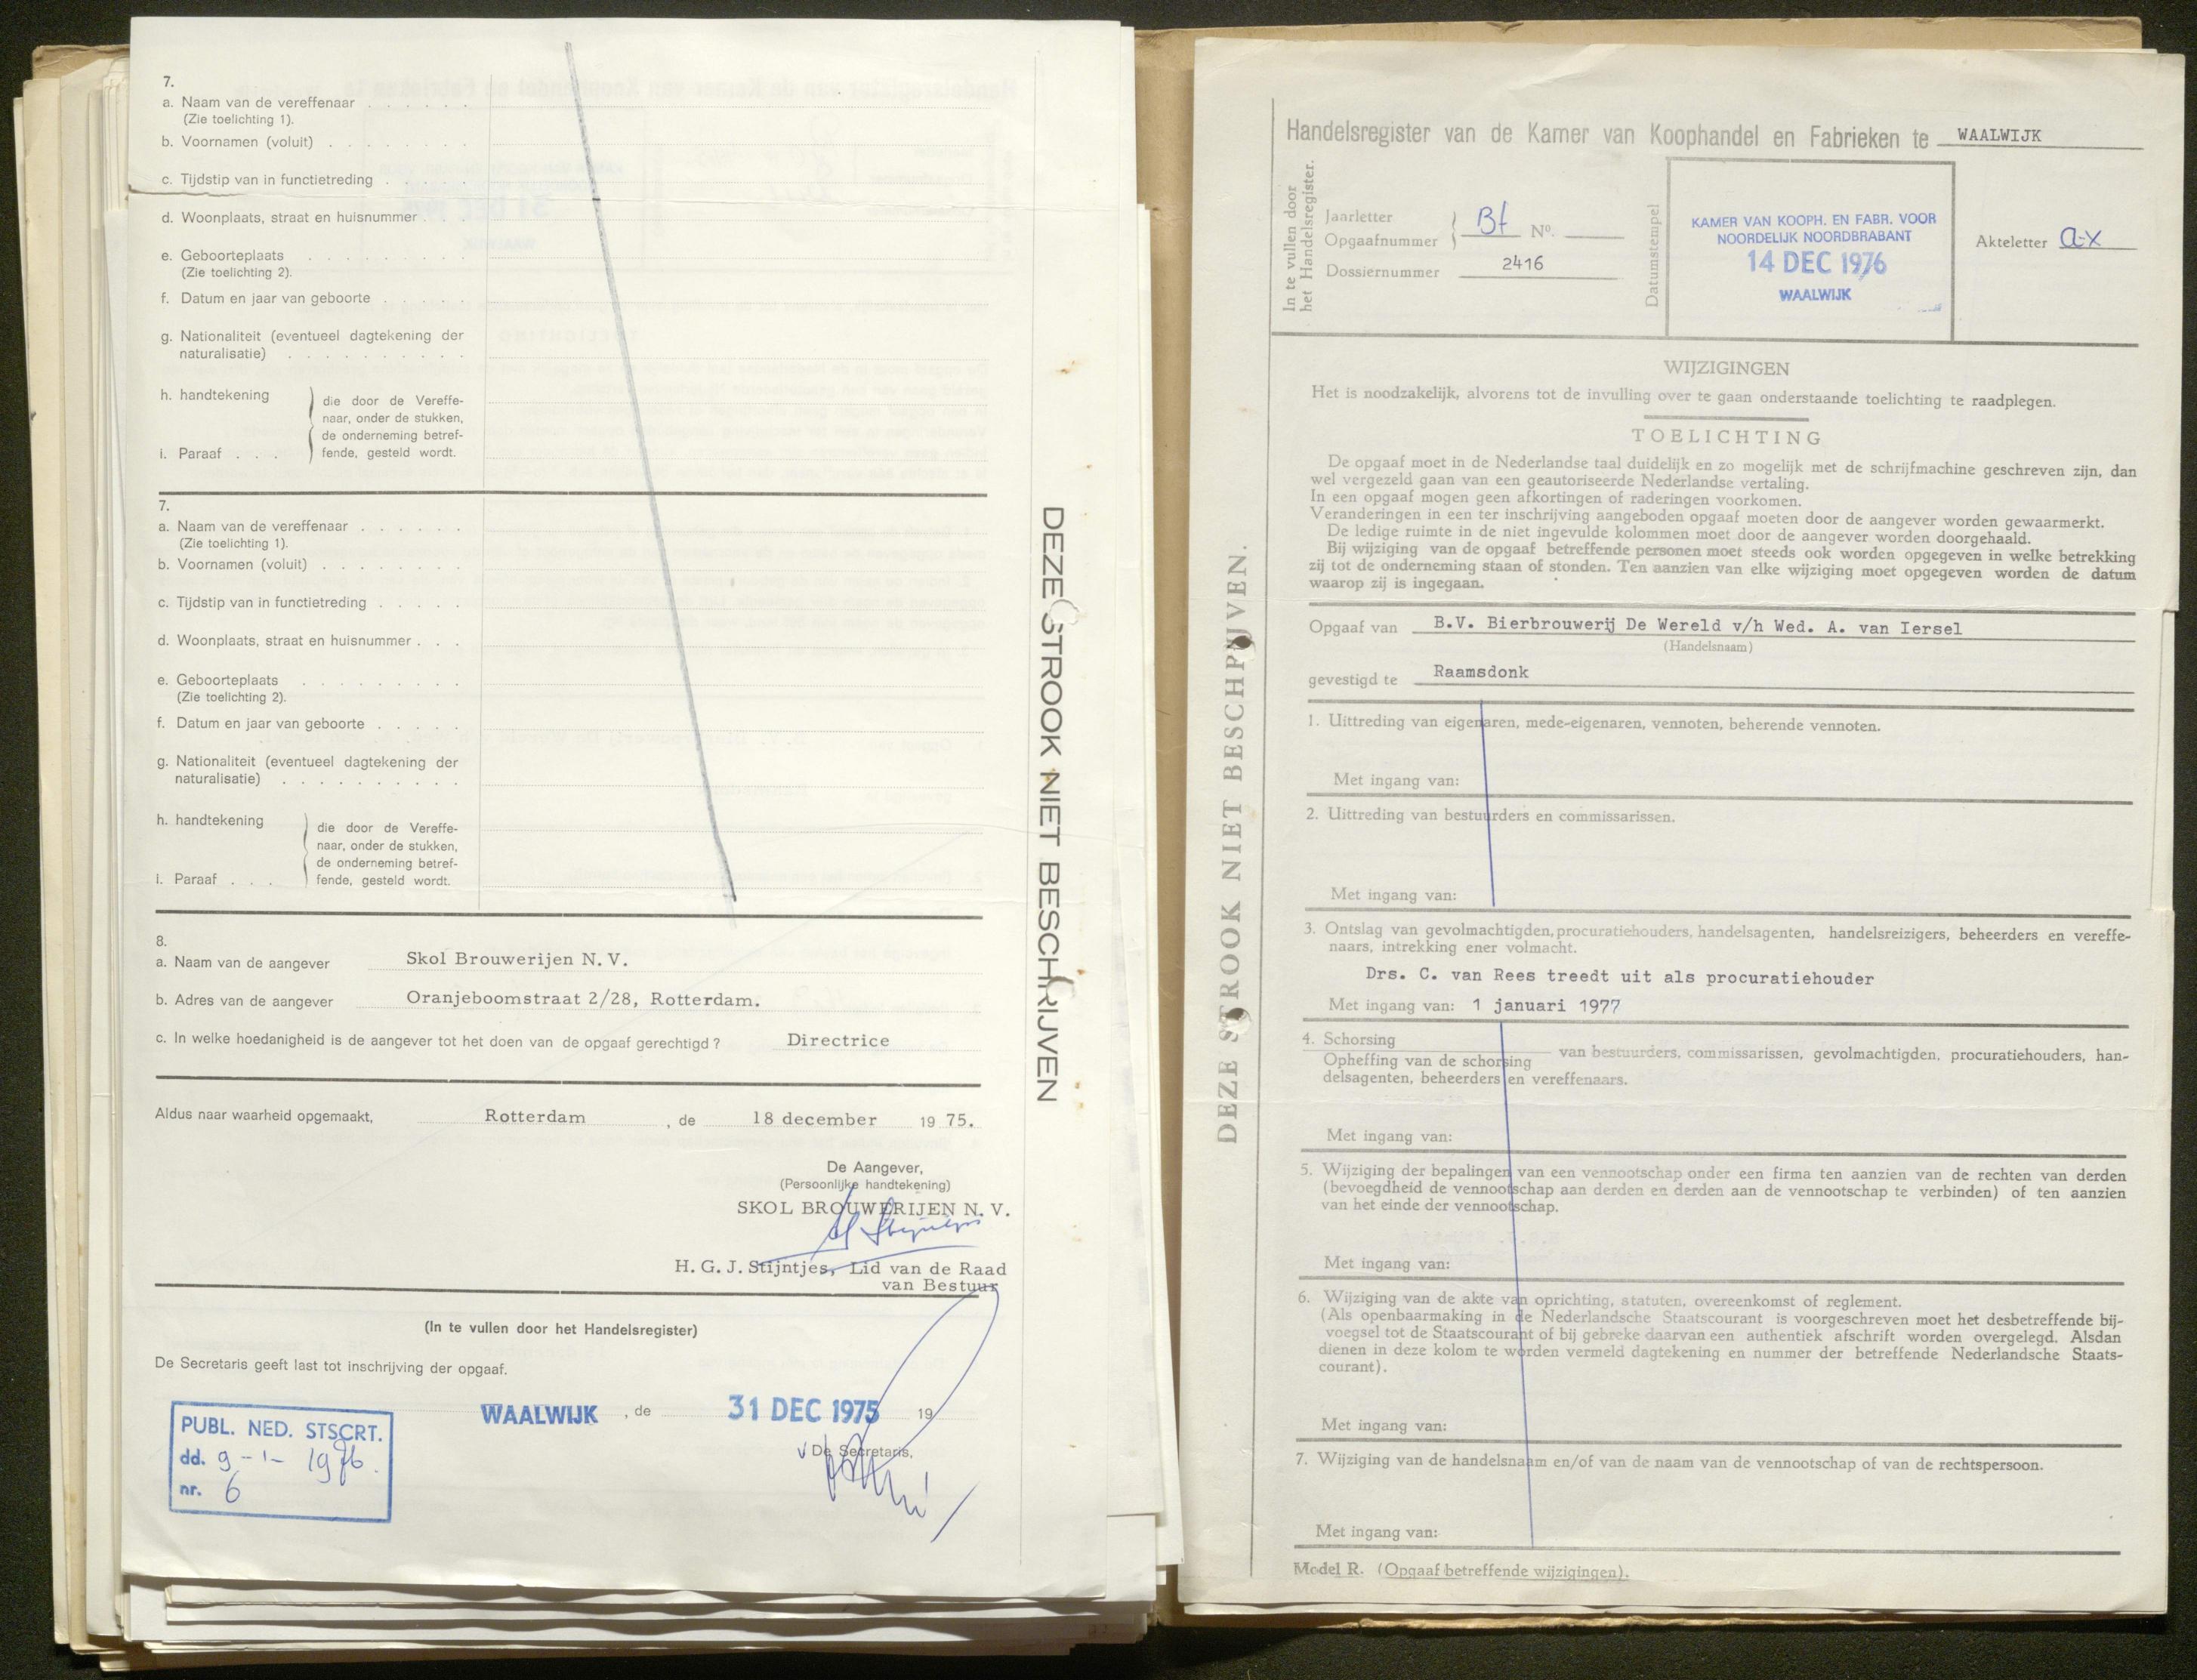 7.
a. Naam van de vereffenaar . . . . . .
(Zie toelichting 1).
b. Voornamen (voluit) . . . . . . . .
c. Tijdstip van in functietreding .
d. Woonplaats, straat en huisnummer .
e. Geboorteplaats . . . . . . . . .
(Zie toelichting 2).
f. Datum en jaar van geboorte . . . . .
g. Nationaliteit (eventueel dagtekening der
naturalisatie) . . . . . . . . . .
h. handtekening
die door de Vereffe-
naar, onder de stukken,
de onderneming betref-
i. Paraaf . . . fende, gesteld wordt.
7.
a. Naam van de vereffenaar . . . . . .
(Zie toelichting 1).
b. Voornamen (voluit) . . . . . . . .
c. Tijdstip van in functietreding . . . . .
d. Woonplaats, straat en huisnummer . . .
e. Geboorteplaats . . . . . . . . .
(Zie toelichting 2).
f. Datum en jaar van geboorte . . . . .
g. Nationaliteit (eventueel dagtekening der
naturalisatie) . . . . . . . . . .
h. handtekening
die door de Vereffe-
naar, onder de stukken,
de onderneming betref-
i. Paraaf . . . fende, gesteld wordt.
8.
a. Naam van de aangever Skol Brouwerijen N.V.
b. Adres van de aangever Oranjeboomstraat 2/28, Rotterdam.
c. In welke hoedanigheid is de aangever tot het doen van de opgaaf gerechtigd? Directrice
Aldus naar waarheid opgemaakt, Rotterdam , de 18 december 19 75.
De Aangever,
(Persoonlijke handtekening)
SKOL BROUWERIJEN N.V.
H.G.J. Stijntjes, Lid van de Raad
van Bestuur
(In te vullen door het Handelsregister)
De Secretaris geeft last tot inschrijving der opgaaf.
WAALWIJK , de 31 DEC 1975 19
De Secretaris,
PUBL. NED. STSCRT.
dd. 9-1-1976.
nr. 6
DEZE STROOK NIET BESCHRIJVEN
Handelsregister van de Kamer van Koophandel en Fabrieken te WAALWIJK
In te vullen door
het Handelsregister.
Jaarletter
Opgaafnummer Bt No.
Dossiernummer 2416
Datumstempel
KAMER VAN KOOPH. EN FABR. VOOR
NOORDELIJK NOORDBRABANT
14 DEC 1976
WAALWIJK
Akteletter a-x
WIJZIGINGEN
Het is noodzakelijk, alvorens tot de invulling over te gaan onderstaande toelichting te raadplegen.
TOELICHTING
De opgaaf moet in de Nederlandse taal duidelijk en zo mogelijk met de schrijfmachine geschreven zijn, dan
wel vergezeld gaan van een geautoriseerde Nederlandse vertaling.
In een opgaaf mogen geen afkortingen of raderingen voorkomen.
Veranderingen in een ter inschrijving aangeboden opgaaf moeten door de aangever worden gewaarmerkt.
De ledige ruimte in de niet ingevulde kolommen moet door de aangever worden doorgehaald.
Bij wijziging van de opgaaf betreffende personen moet steeds ook worden opgegeven in welke betrekking
zij tot de onderneming staan of stonden. Ten aanzien van elke wijziging moet opgegeven worden de datum
waarop zij is ingegaan.
Opgaaf van B.V. Bierbrouwerij De Wereld v/h Wed. A. van Iersel
(Handelsnaam)
gevestigd te Raamsdonk
1. Uittreding van eigenaren, mede-eigenaren, vennoten, beherende vennoten.
Met ingang van:
2. Uittreding van bestuurders en commissarissen.
Met ingang van:
3. Ontslag van gevolmachtigden, procuratiehouders, handelsagenten, handelsreizigers, beheerders en vereffe-
naars, intrekking ener volmacht.
Drs. C. van Rees treedt uit als procuratiehouder
Met ingang van: 1 januari 1977
4. Schorsing
Opheffing van de schorsing van bestuurders, commissarissen, gevolmachtigden, procuratiehouders, han-
delsagenten, beheerders en vereffenaars.
Met ingang van:
5. Wijziging der bepalingen van een vennootschap onder een firma ten aanzien van de rechten van derden
(bevoegdheid de vennootschap aan derden en derden aan de vennootschap te verbinden) of ten aanzien
van het einde der vennootschap.
Met ingang van:
6. Wijziging van de akte van oprichting, statuten, overeenkomst of reglement.
(Als openbaarmaking in de Nederlandsche Staatscourant is voorgeschreven moet het desbetreffende bij-
voegsel tot de Staatscourant of bij gebreke daarvan een authentiek afschrift worden overgelegd. Alsdan
dienen in deze kolom te worden vermeld dagtekening en nummer der betreffende Nederlandsche Staats-
courant).
Met ingang van:
7. Wijziging van de handelsnaam en/of van de naam van de vennootschap of van de rechtspersoon.
Met ingang van:
Model R. (Opgaaf betreffende wijzigingen).
DEZE STROOK NIET BESCHRIJVEN.